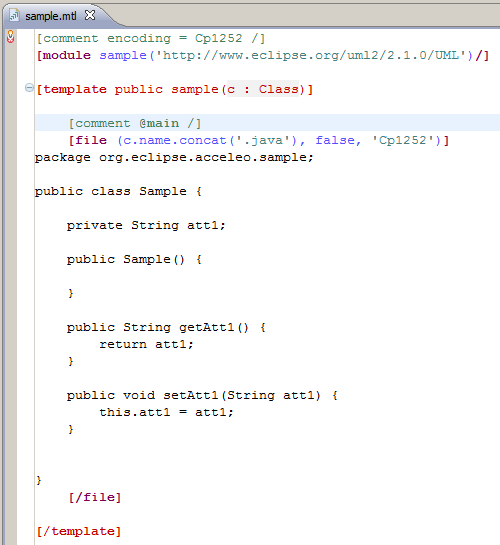 sample.mtl
[comment encoding = Cp1252 /]
[module sample('http://www.eclipse.org/uml2/2.1.0/UML')/]
[template public sample(c : Class)]
[comment @main /]
[file (c.name.concat('.java'), false, 'Cp1252')]
package org.eclipse.acceleo.sample;
public class Sample {
private String att1;
public Sample() {
}
public String getAtt1() {
return att1;
}
public void setAtt1(String att1) {
this.att1 = att1;
}
}
[/file]
[/template]